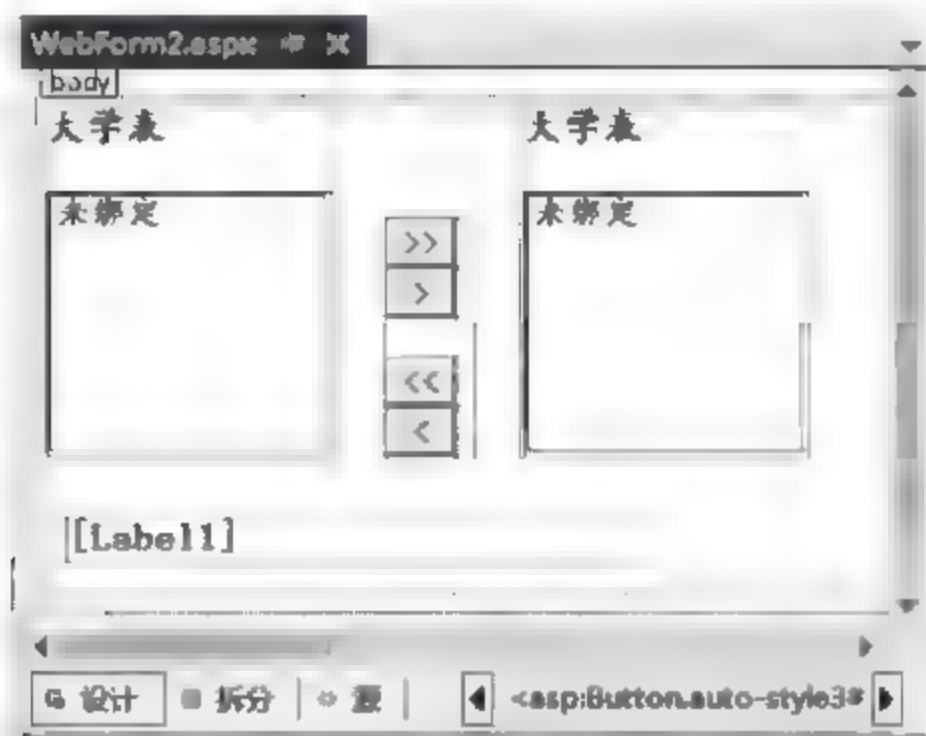 WebForm2.aspx
body
大学表
大学表
未绑定
未绑定
>>
>
<<
<
[Label1]
设计
拆分
源
<asp:Button.auto-style3#